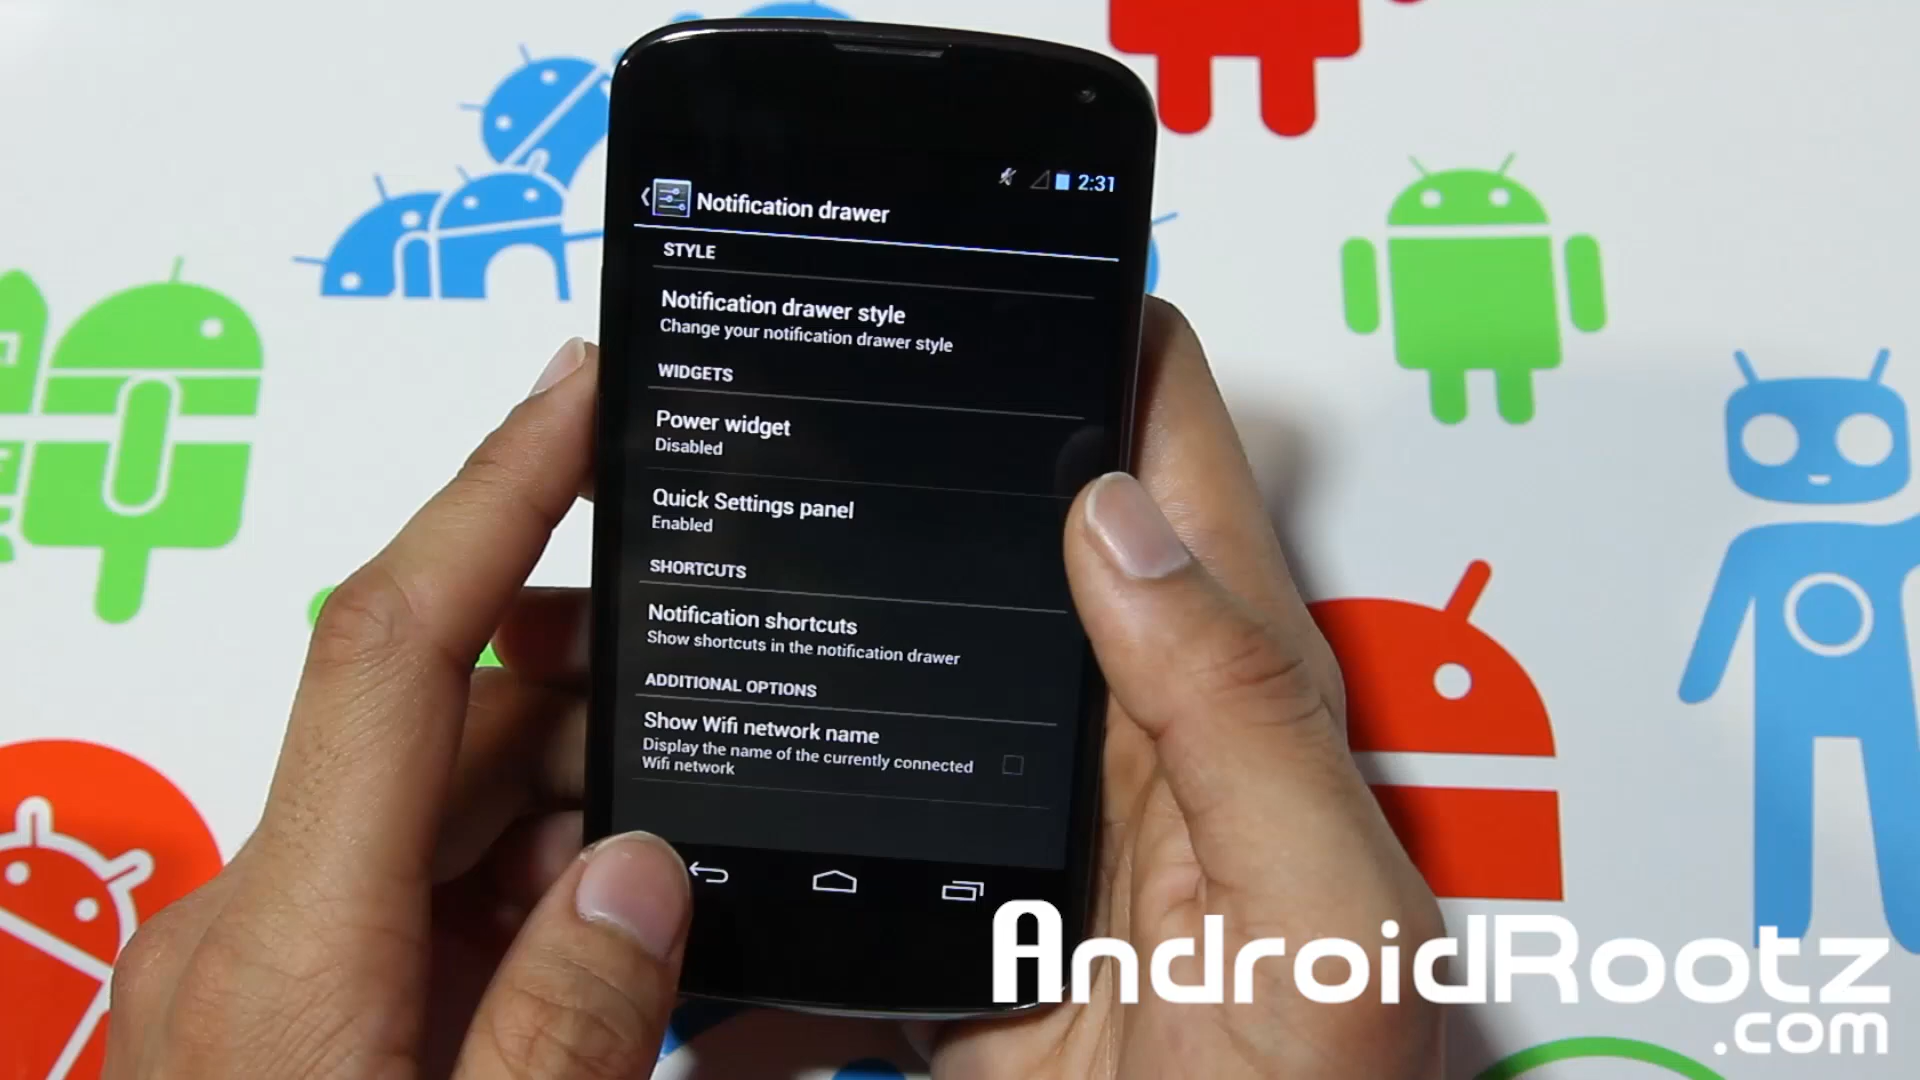 2:31
Notification drawer
STYLE
Notification drawer style
Change your notification drawer style
WIDGETS
Power widget
Disabled
Quick Settings panel
Enabled
SHORTCUTS
Notification shortcuts
Show shortcuts in the notification drawer
ADDITIONAL OPTIONS
Show Wifi network name
Display the name of the currently connected
Wifi network
AndroidRootz
.com